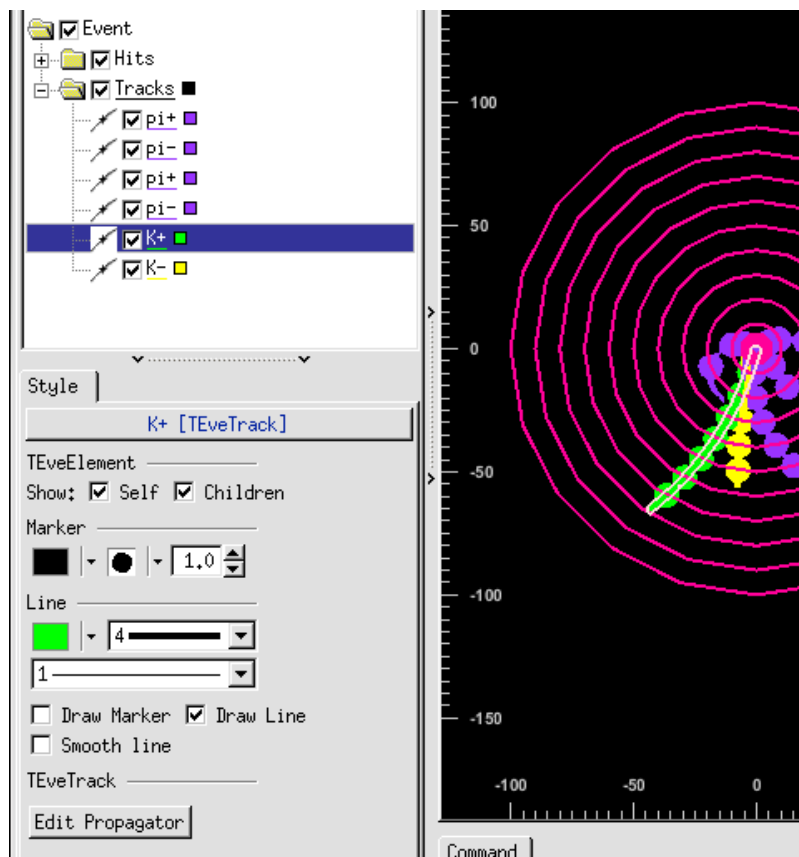 Event
Hits
Tracks
pi+
pi-
pi+
pi-
K+
K-
Style
K+ [TEveTrack]
TEveElement
Show: Self Children
Marker
1.0
Line
4
1
Draw Marker Draw Line
Smooth line
TEveTrack
Edit Propagator
100
50
0
-50
-100
-150
-100 -50 0
Command